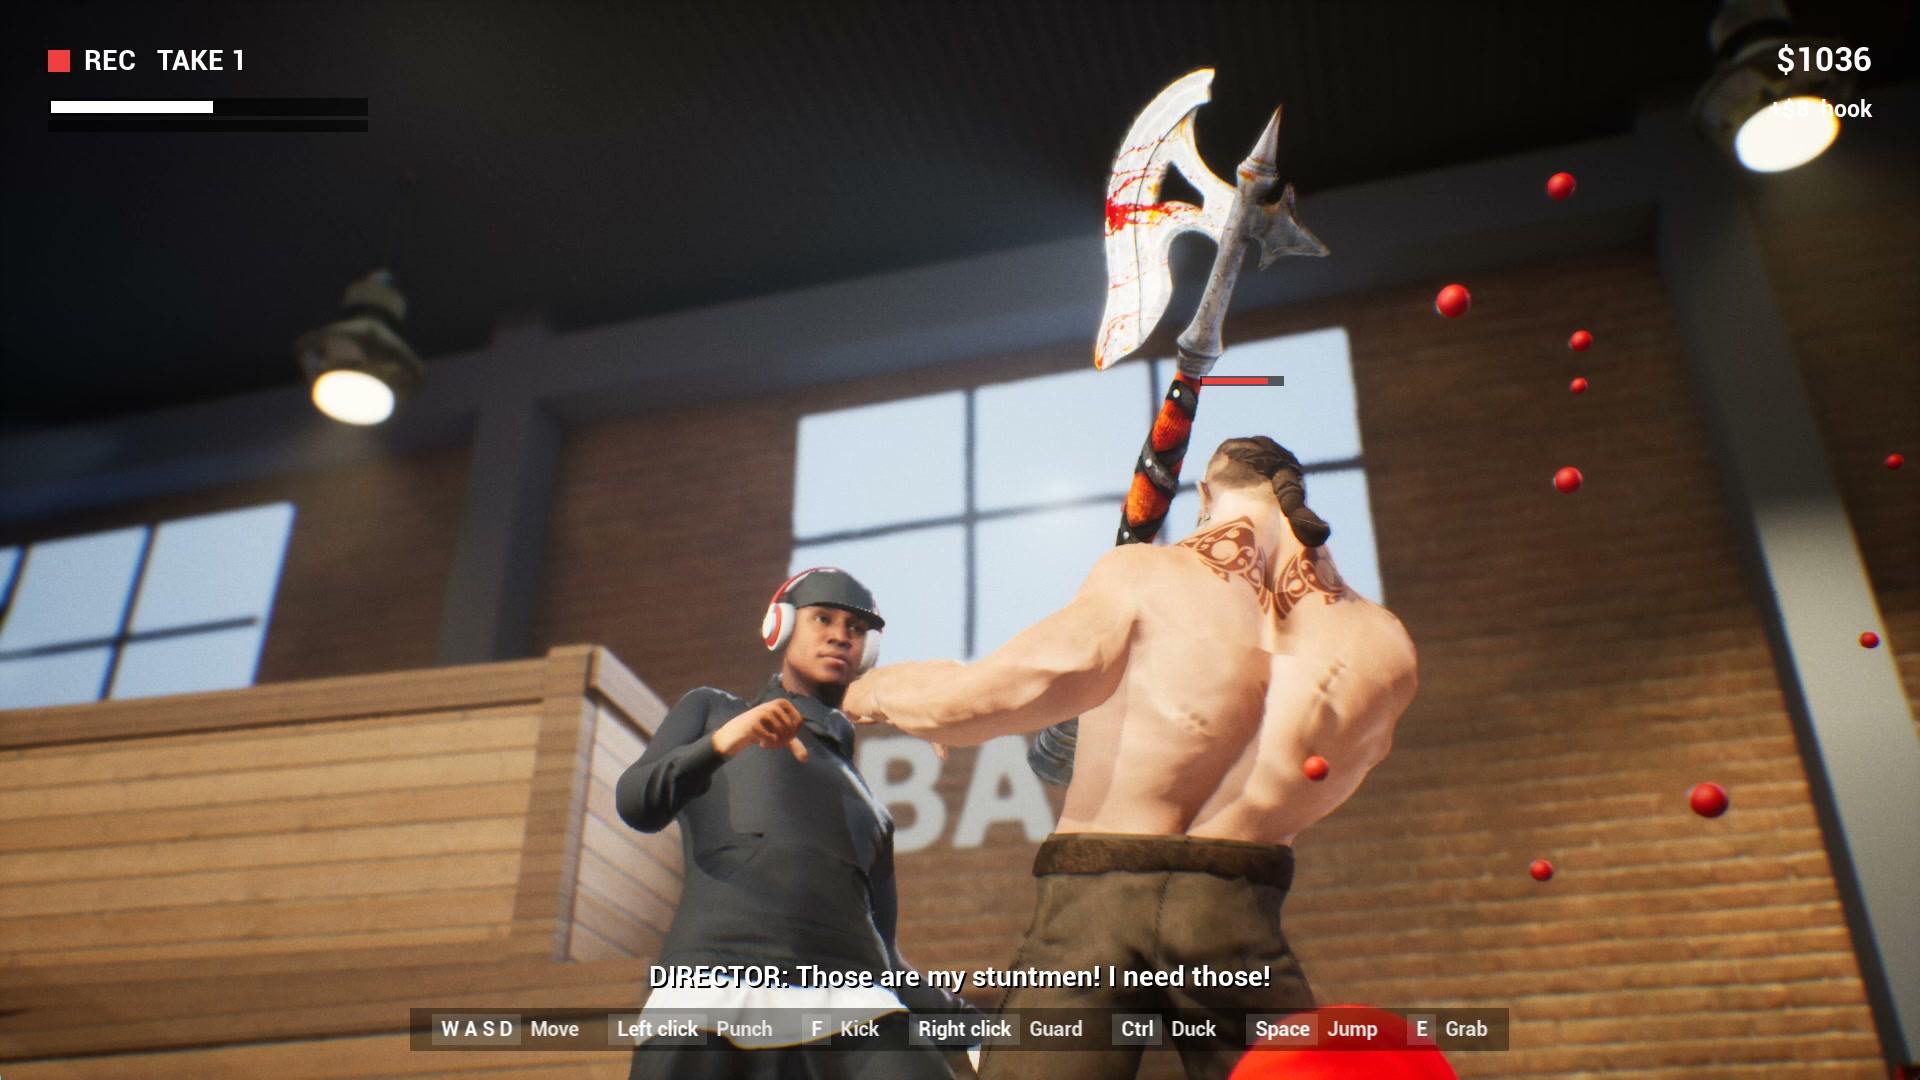 REC TAKE 1
$1036
+$8 hook
BA
DIRECTOR: Those are my stuntmen! I need those!
W A S D Move Left click Punch F Kick Right click Guard Ctrl Duck Space Jump E Grab